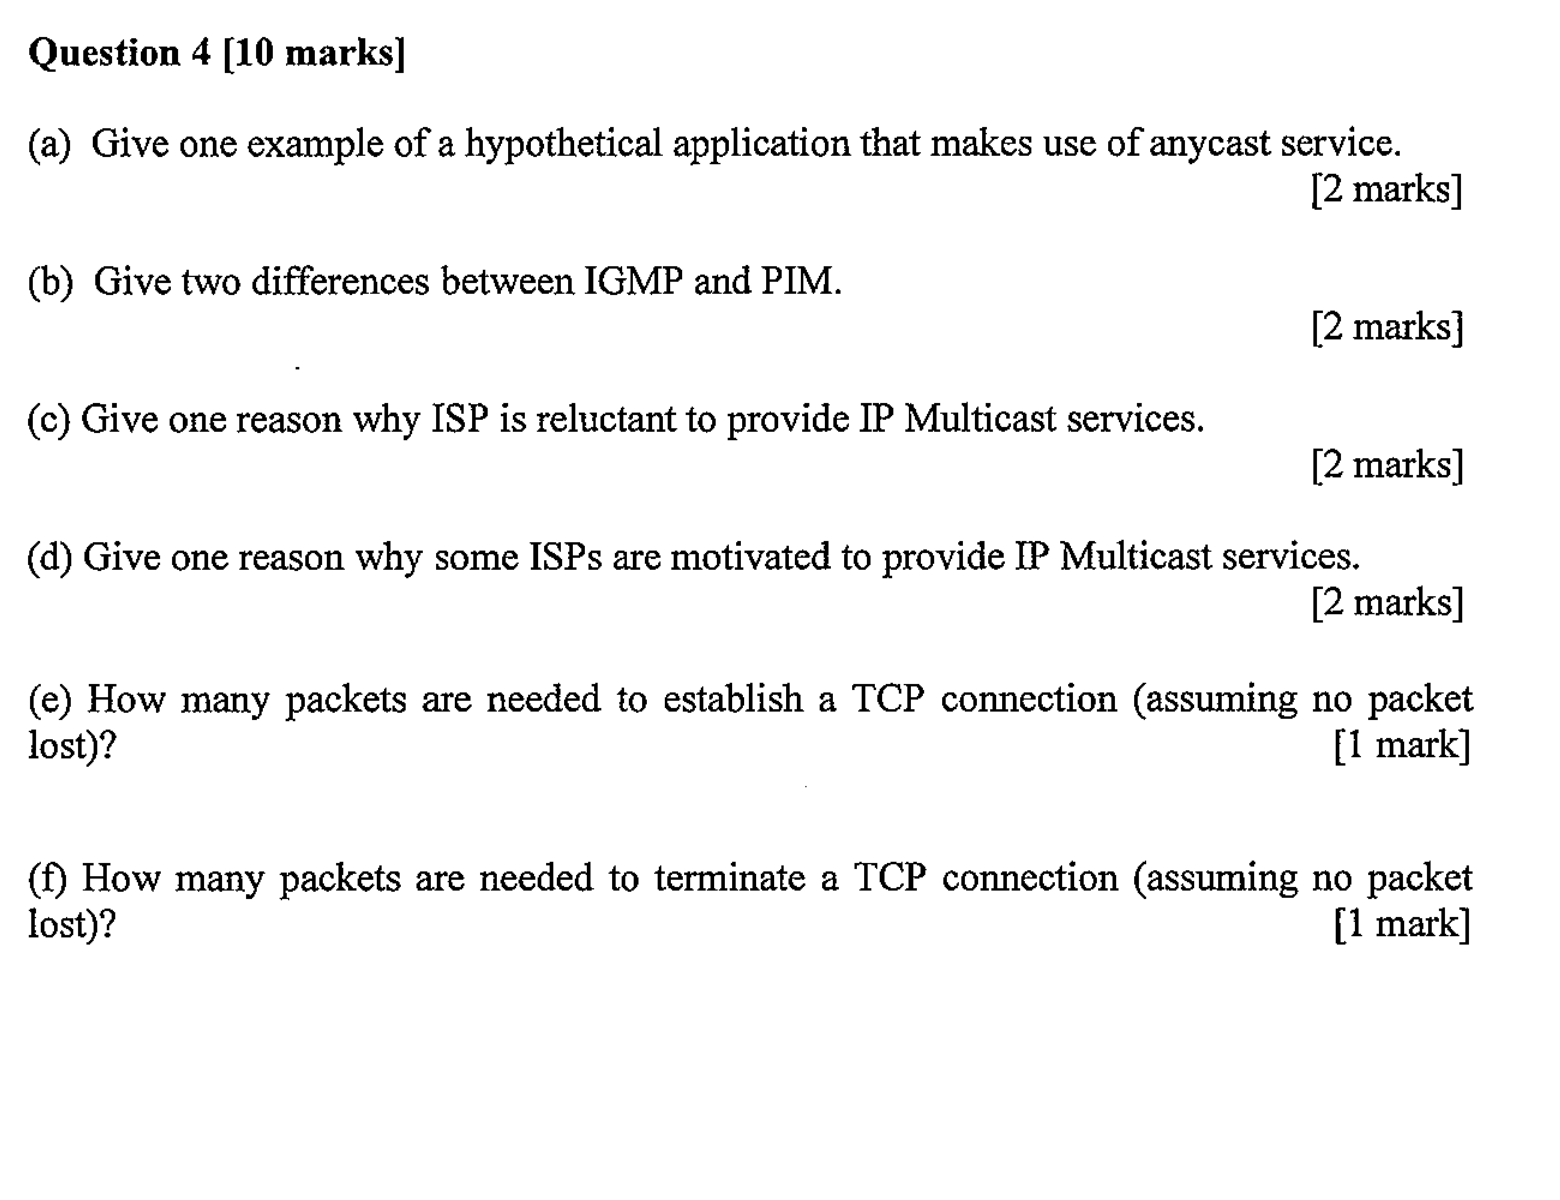 Question 4 [10 marks]
(a) Give one example of a hypothetical application that makes use of anycast service.
[2 marks]
(b) Give two differences between IGMP and PIM.
[2 marks]
(c) Give one reason why ISP is reluctant to provide IP Multicast services.
[2 marks]
(d) Give one reason why some ISPs are motivated to provide IP Multicast services.
[2 marks]
(e) How many packets are needed to establish a TCP connection (assuming no packet
lost)? [1 mark]
(f) How many packets are needed to terminate a TCP connection (assuming no packet
lost)? [1 mark]